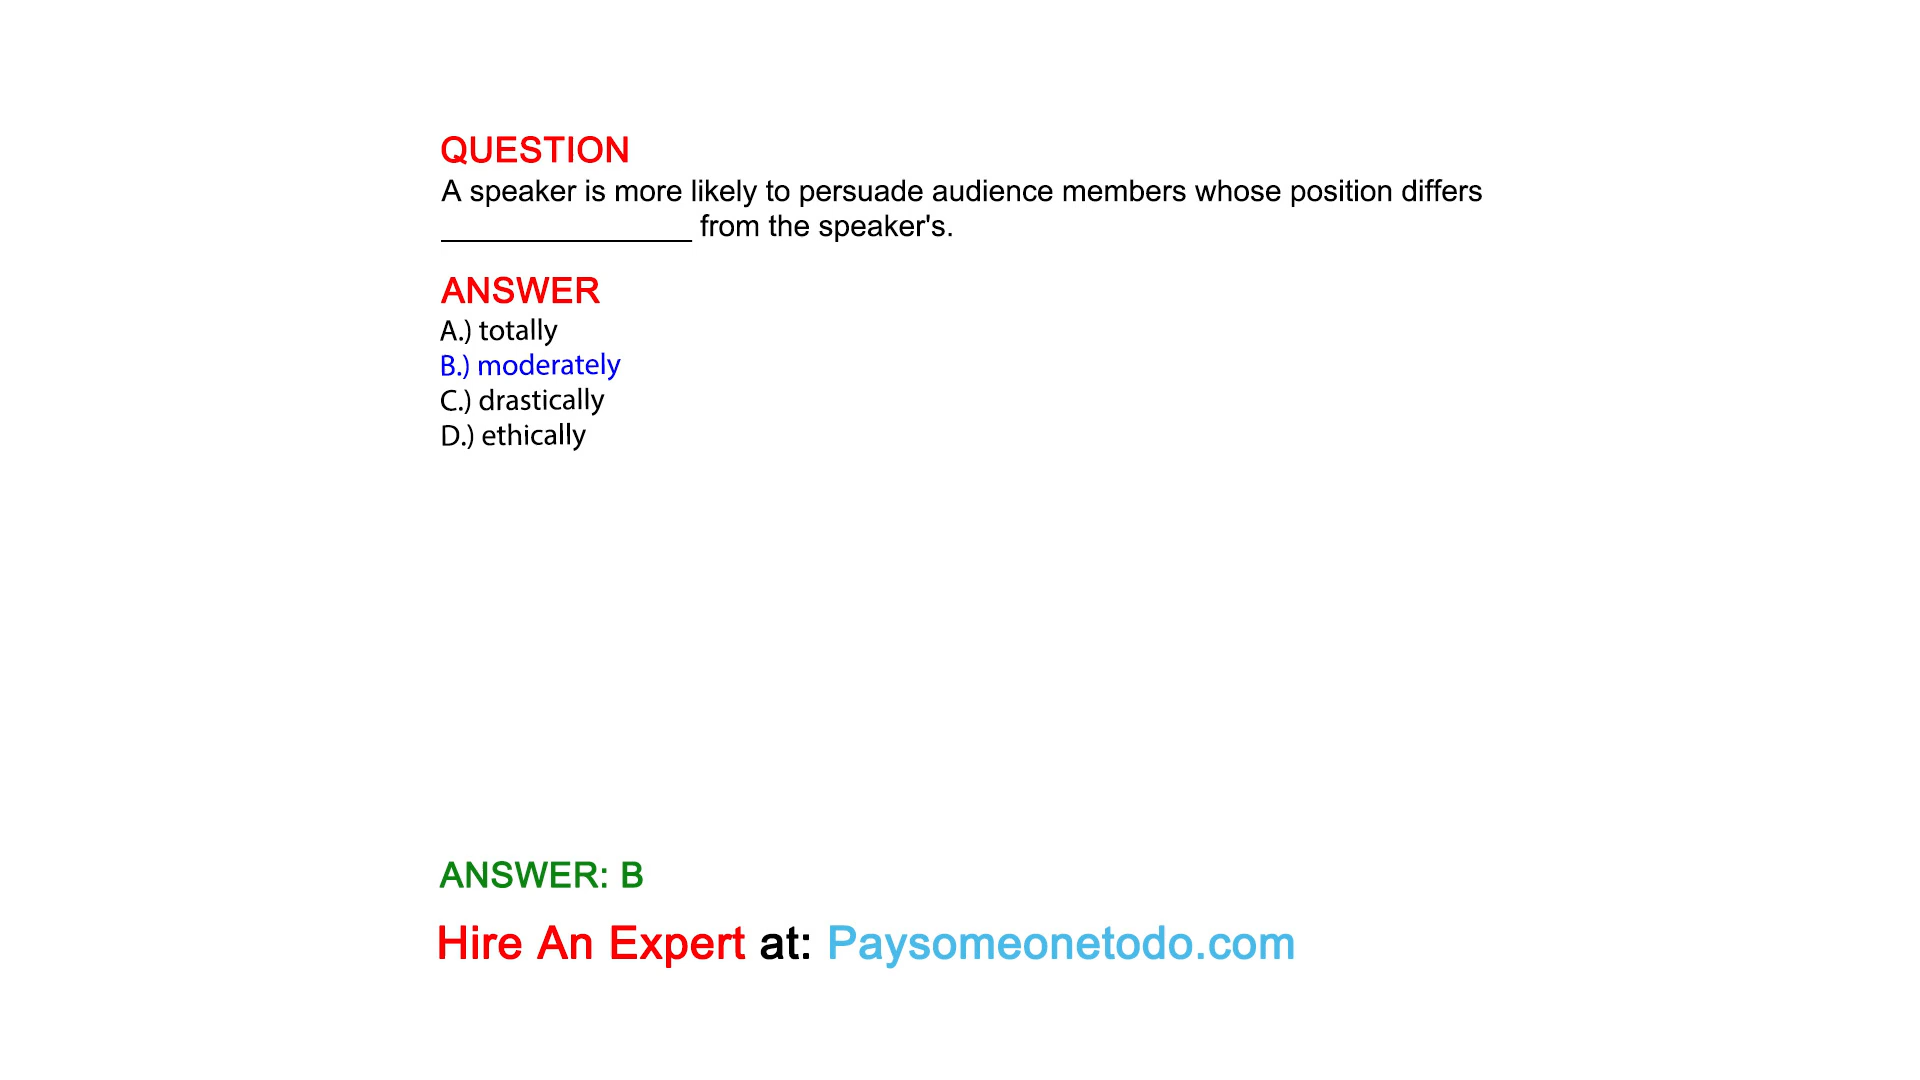 QUESTION
A speaker is more likely to persuade audience members whose position differs
_______________ from the speaker's.
ANSWER
A.) totally
B.) moderately
C.) drastically
D.) ethically
ANSWER: B
Hire An Expert at: Paysomeonetodo.com